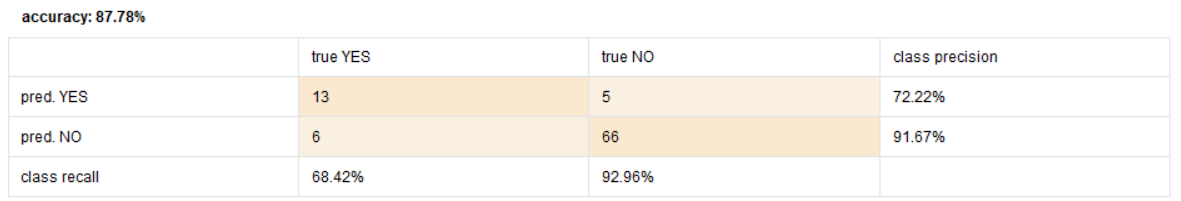 accuracy: 87.78%
true YES true NO class precision
pred. YES 13 5 72.22%
pred. NO 6 66 91.67%
class recall 68.42% 92.96%